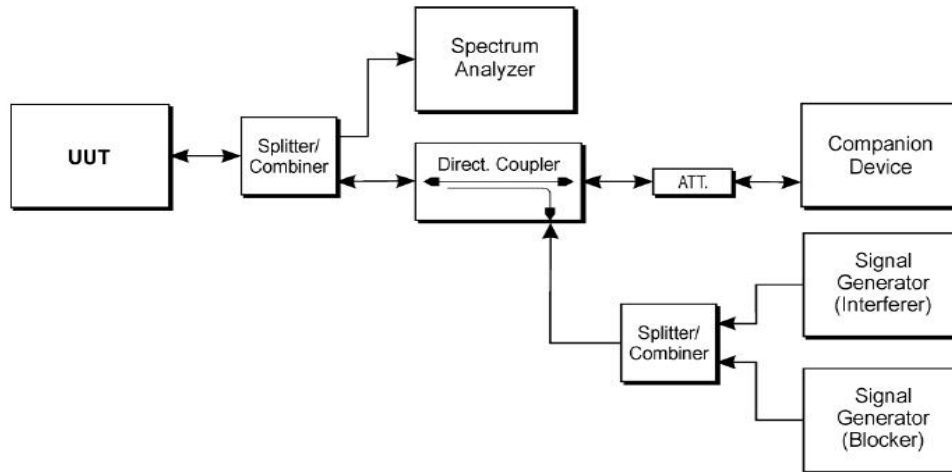 Spectrum
Analyzer
UUT
Splitter/
Combiner
Direct. Coupler
ATT.
Companion
Device
Signal
Generator
(Interferer)
Splitter/
Combiner
Signal
Generator
(Blocker)